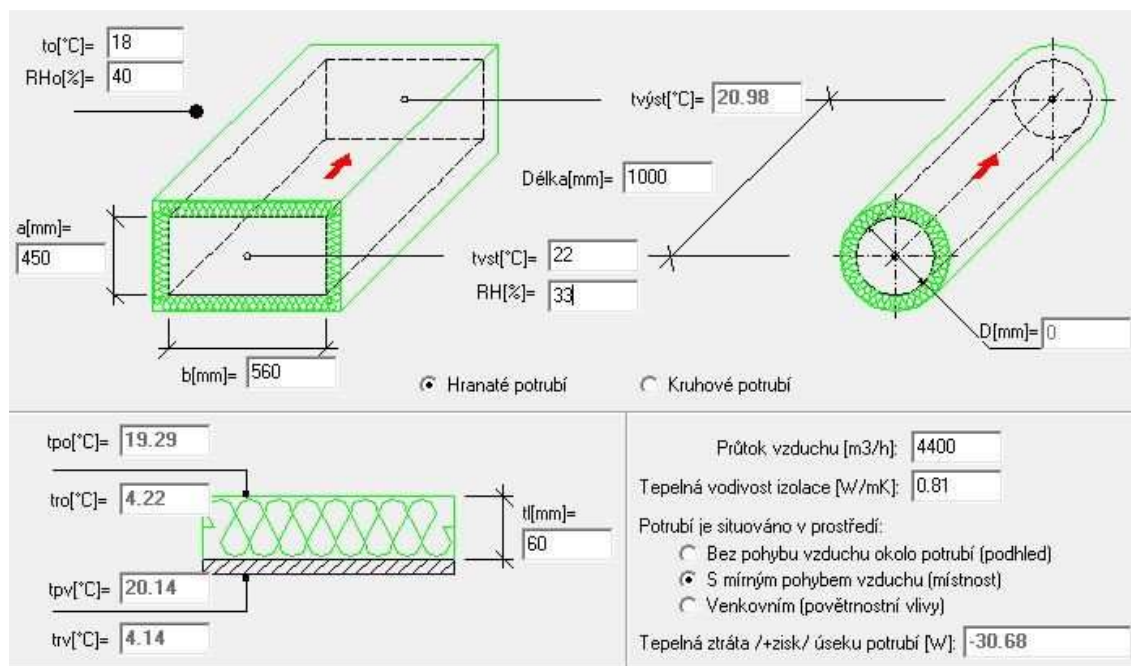 to[°C]= 18
RHo[%]= 40
tvýst[°C]= 20.98
Délka[mm]= 1000
a[mm]=
450
tvst[°C]= 22
RH[%]= 33
D[mm]= 0
b[mm]= 560
Hranaté potrubí
Kruhové potrubí
tpo[°C]= 19.29
tro[°C]= 4.22
tl[mm]=
60
tpv[°C]= 20.14
trv[°C]= 4.14
Průtok vzduchu [m3/h]: 4400
Tepelná vodivost izolace [W/mK]: 0.81
Potrubí je situováno v prostředí:
Bez pohybu vzduchu okolo potrubí (podhled)
S mírným pohybem vzduchu (místnost)
Venkovním (povětrnostní vlivy)
Tepelná ztráta /+zisk/ úseku potrubí [W]: -30.68